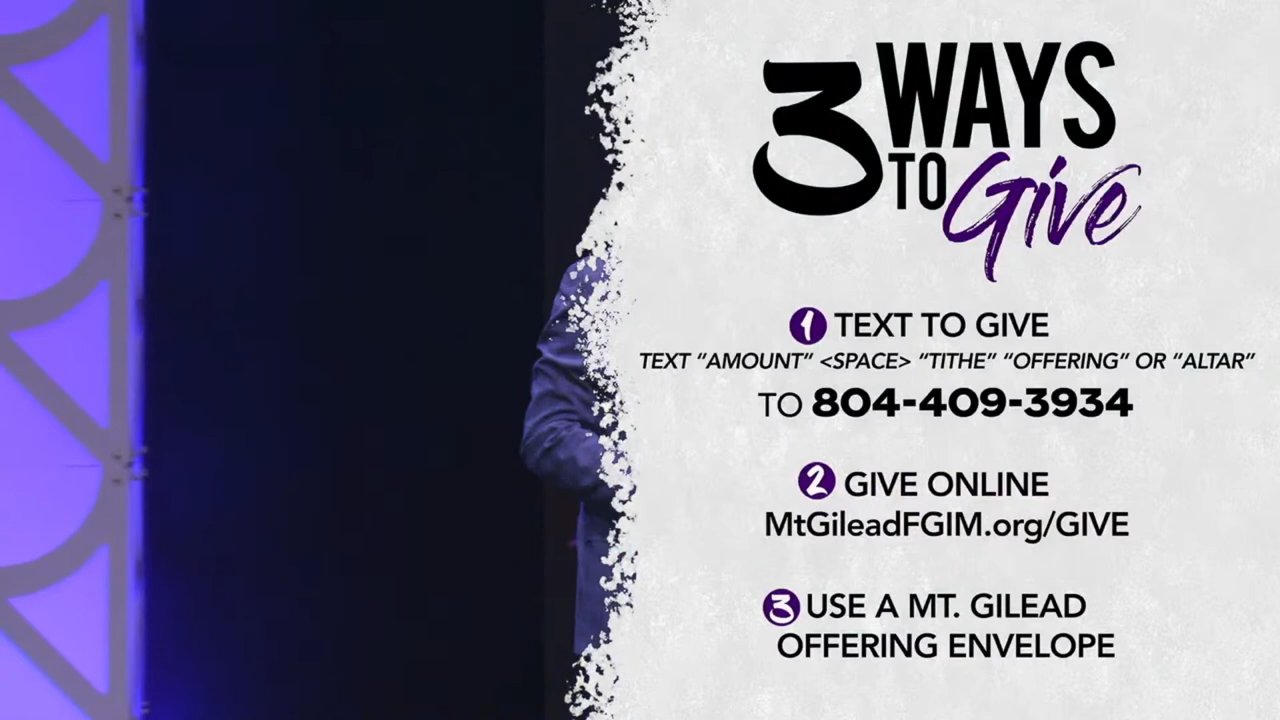 3 WAYS
TO Give
1 TEXT TO GIVE
TEXT “AMOUNT” <SPACE> “TITHE” “OFFERING” OR “ALTAR”
TO 804-409-3934
2 GIVE ONLINE
MtGileadFGIM.org/GIVE
3 USE A MT. GILEAD
OFFERING ENVELOPE